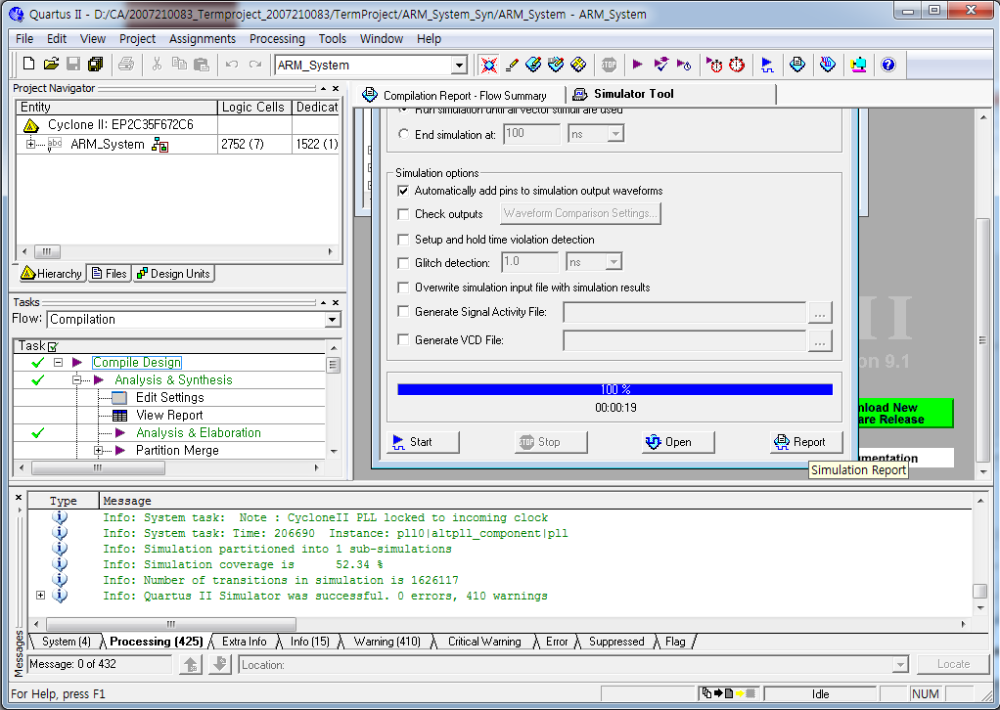 Quartus II - D:/CA/2007210083_Termproject_2007210083/TermProject/ARM_System_Syn/ARM_System - ARM_System
File Edit View Project Assignments Processing Tools Window Help
ARM_System
Project Navigator
Entity Logic Cells Dedicat
Cyclone II: EP2C35F672C6
ARM_System 2752 (7) 1522 (1)
Hierarchy Files Design Units
Tasks
Flow: Compilation
Task
Compile Design
Analysis & Synthesis
Edit Settings
View Report
Analysis & Elaboration
Partition Merge
Compilation Report - Flow Summary Simulator Tool
Run simulation until all vector stimuli are used
End simulation at: 100 ns
Simulation options
Automatically add pins to simulation output waveforms
Check outputs Waveform Comparison Settings...
Setup and hold time violation detection
Glitch detection: 1.0 ns
Overwrite simulation input file with simulation results
Generate Signal Activity File: ...
Generate VCD File: ...
100 %
00:00:19
Start Stop Open Report
Simulation Report
II
on 9.1
nload New
are Release
umentation
Type Message
Info: System task: Note : CycloneII PLL locked to incoming clock
Info: System task: Time: 206690 Instance: pll0|altpll_component|pll
Info: Simulation partitioned into 1 sub-simulations
Info: Simulation coverage is 52.34 %
Info: Number of transitions in simulation is 1626117
Info: Quartus II Simulator was successful. 0 errors, 410 warnings
System (4) Processing (425) Extra Info Info (15) Warning (410) Critical Warning Error Suppressed Flag
Messages
Message: 0 of 432 Location: Locate
For Help, press F1 Idle NUM